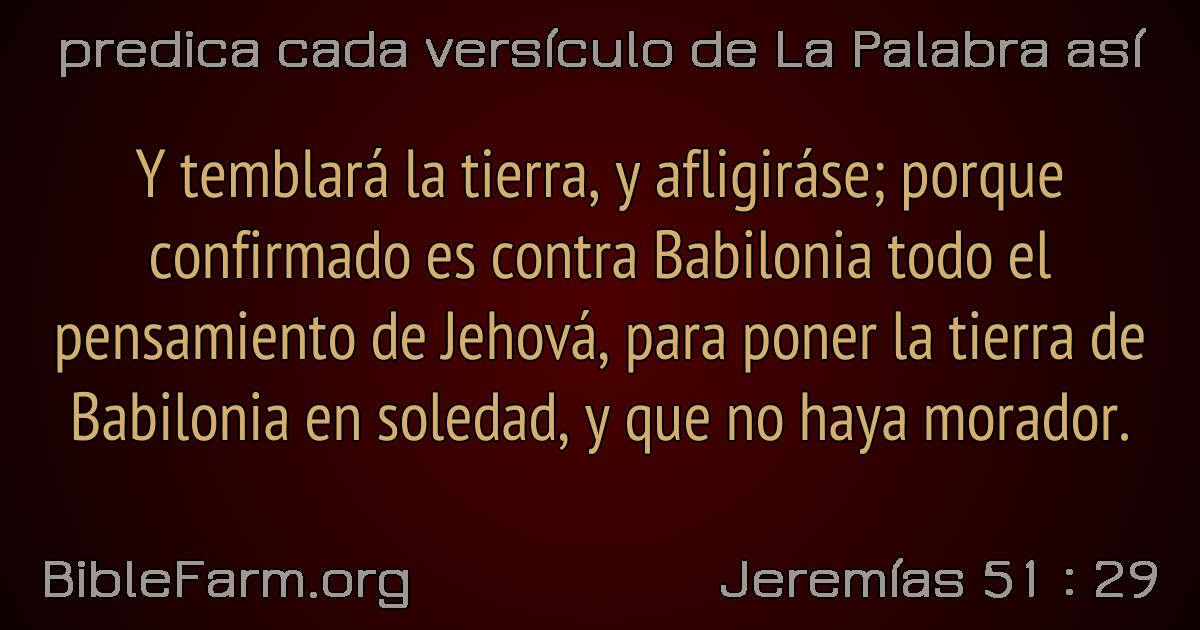 predica cada versículo de La Palabra así
Y temblará la tierra, y afligiráse; porque
confirmado es contra Babilonia todo el
pensamiento de Jehová, para poner la tierra de
Babilonia en soledad, y que no haya morador.
BibleFarm.org
Jeremías 51 : 29